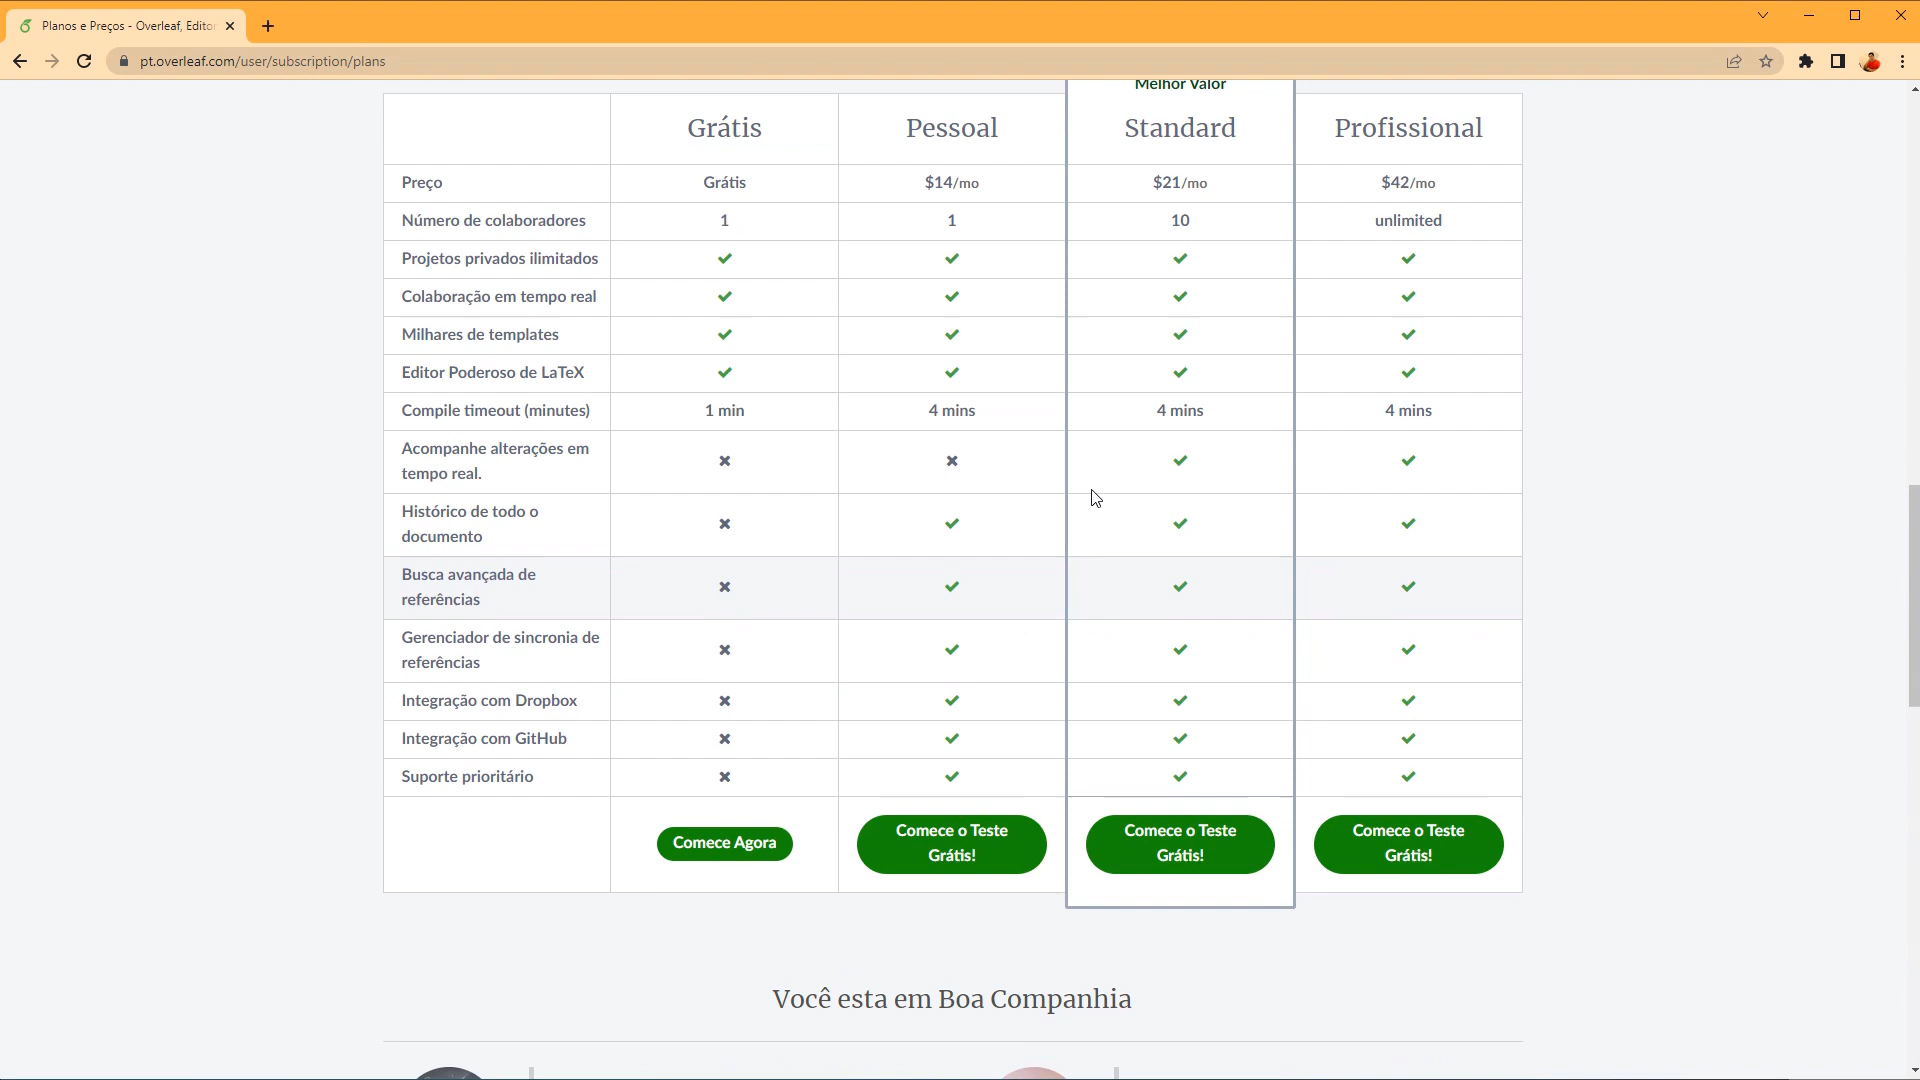 Planos e Preços - Overleaf, Editor
pt.overleaf.com/user/subscription/plans
Melhor Valor
Grátis Pessoal Standard Profissional
Preço Grátis $14/mo $21/mo $42/mo
Número de colaboradores 1 1 10 unlimited
Projetos privados ilimitados
Colaboração em tempo real
Milhares de templates
Editor Poderoso de LaTeX
Compile timeout (minutes) 1 min 4 mins 4 mins 4 mins
Acompanhe alterações em
tempo real.
Histórico de todo o
documento
Busca avançada de
referências
Gerenciador de sincronia de
referências
Integração com Dropbox
Integração com GitHub
Suporte prioritário
Comece Agora
Comece o Teste
Grátis!
Comece o Teste
Grátis!
Comece o Teste
Grátis!
Você esta em Boa Companhia